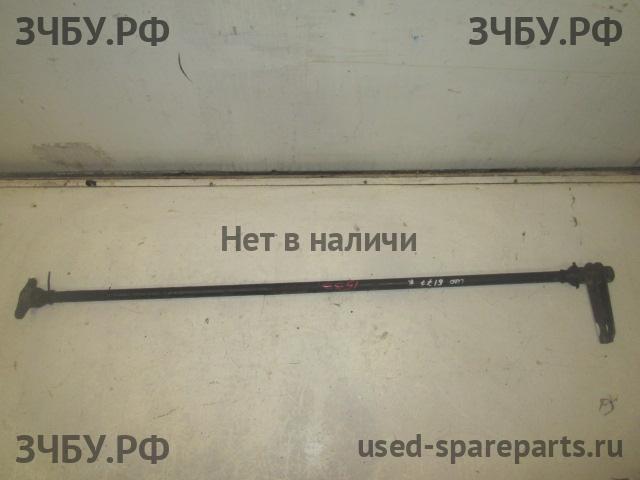 ЗЧБУ.РФ ЗЧБУ.РФ
Нет в наличи
ЗЧБУ.РФ used-spareparts.ru